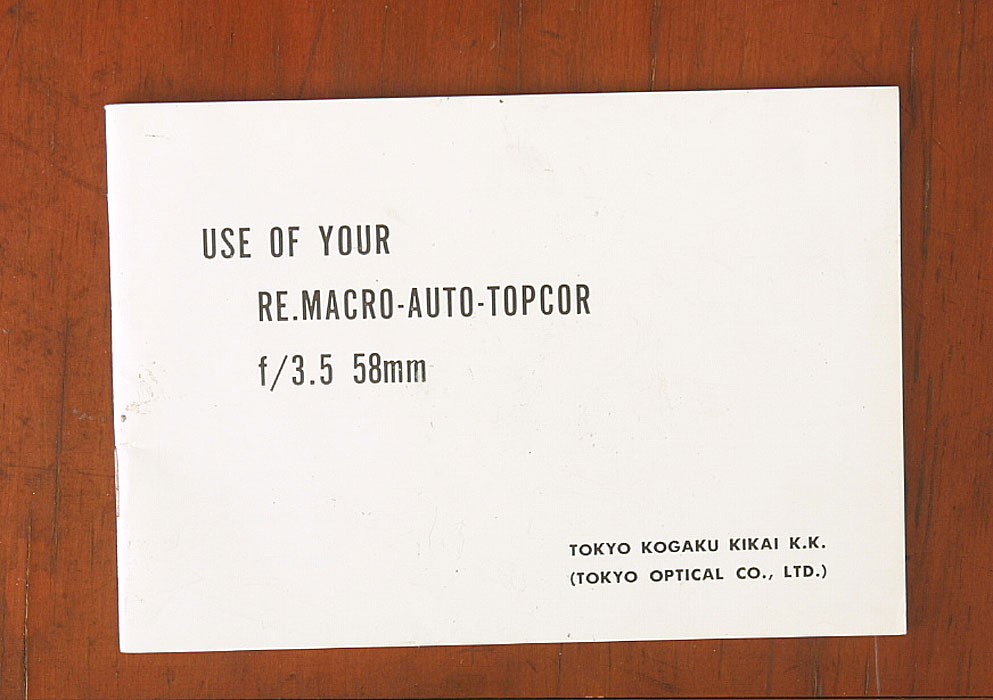 USE OF YOUR
RE.MACRO-AUTO-TOPCOR
f/3.5 58mm
TOKYO KOGAKU KIKAI K.K.
(TOKYO OPTICAL CO., LTD.)